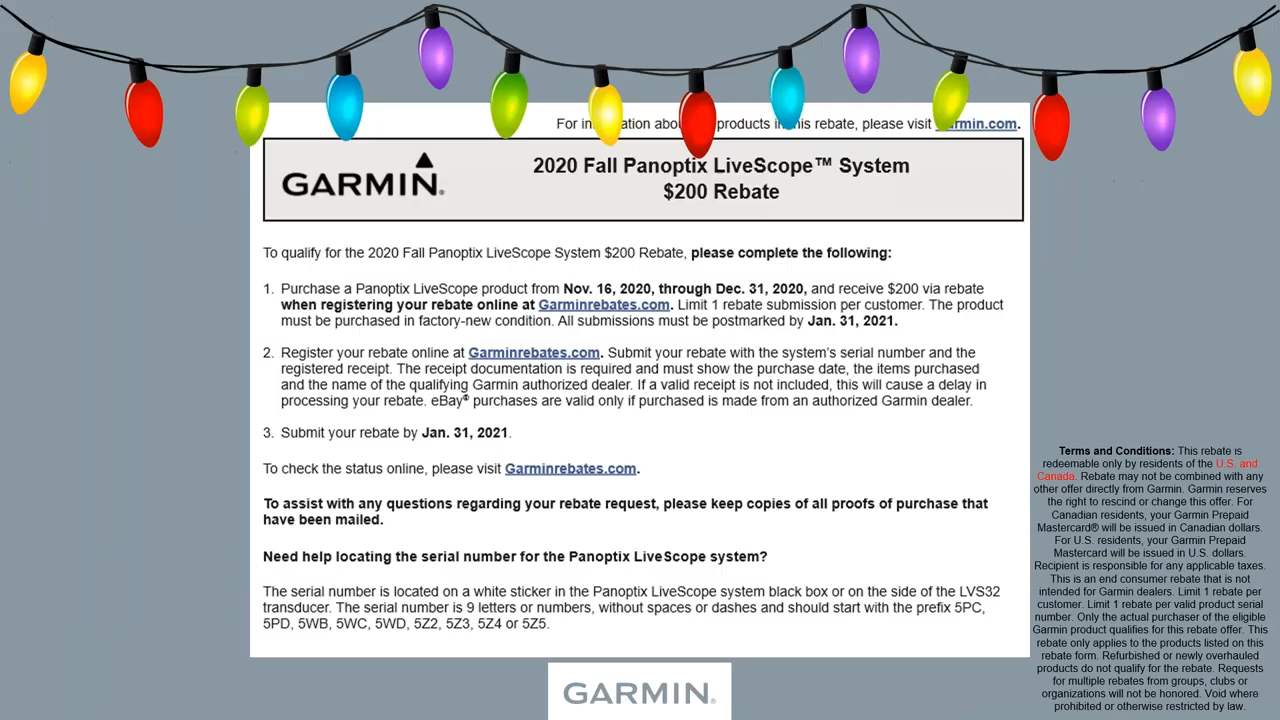 For in ation abo products in his rebate, please visit armin.com.
GARMIN
2020 Fall Panoptix LiveScope™ System
$200 Rebate
To qualify for the 2020 Fall Panoptix LiveScope System $200 Rebate, please complete the following:
1. Purchase a Panoptix LiveScope product from Nov. 16, 2020, through Dec. 31, 2020, and receive $200 via rebate
when registering your rebate online at Garminrebates.com. Limit 1 rebate submission per customer. The product
must be purchased in factory-new condition. All submissions must be postmarked by Jan. 31, 2021.
2. Register your rebate online at Garminrebates.com. Submit your rebate with the system's serial number and the
registered receipt. The receipt documentation is required and must show the purchase date, the items purchased
and the name of the qualifying Garmin authorized dealer. If a valid receipt is not included, this will cause a delay in
processing your rebate. eBay® purchases are valid only if purchased is made from an authorized Garmin dealer.
3. Submit your rebate by Jan. 31, 2021.
To check the status online, please visit Garminrebates.com.
To assist with any questions regarding your rebate request, please keep copies of all proofs of purchase that
have been mailed.
Need help locating the serial number for the Panoptix LiveScope system?
The serial number is located on a white sticker in the Panoptix LiveScope system black box or on the side of the LVS32
transducer. The serial number is 9 letters or numbers, without spaces or dashes and should start with the prefix 5PC,
5PD, 5WB, 5WC, 5WD, 5Z2, 5Z3, 5Z4 or 5Z5.
GARMIN.
Terms and Conditions: This rebate is
redeemable only by residents of the U.S. and
Canada. Rebate may not be combined with any
other offer directly from Garmin. Garmin reserves
the right to rescind or change this offer. For
Canadian residents, your Garmin Prepaid
Mastercard® will be issued in Canadian dollars.
For U.S. residents, your Garmin Prepaid
Mastercard will be issued in U.S. dollars.
Recipient is responsible for any applicable taxes.
This is an end consumer rebate that is not
intended for Garmin dealers. Limit 1 rebate per
customer. Limit 1 rebate per valid product serial
number. Only the actual purchaser of the eligible
Garmin product qualifies for this rebate offer. This
rebate only applies to the products listed on this
rebate form. Refurbished or newly overhauled
products do not qualify for the rebate. Requests
for multiple rebates from groups, clubs or
organizations will not be honored. Void where
prohibited or otherwise restricted by law.